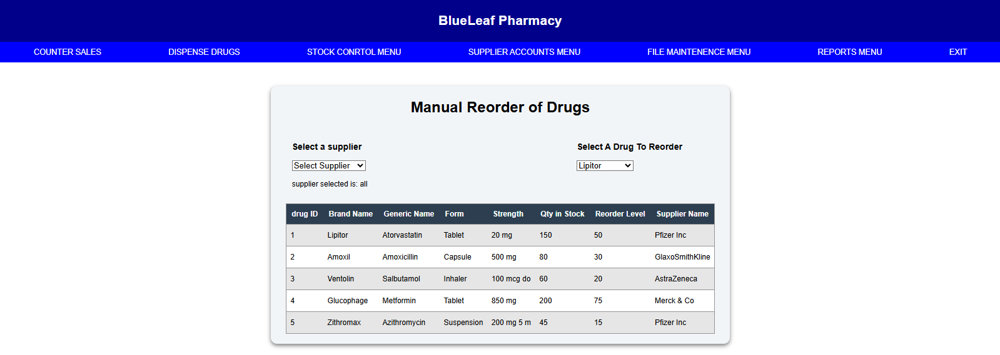 BlueLeaf Pharmacy
COUNTER SALES DISPENSE DRUGS STOCK CONRTOL MENU SUPPLIER ACCOUNTS MENU FILE MAINTENENCE MENU REPORTS MENU EXIT
Manual Reorder of Drugs
Select a supplier Select A Drug To Reorder
Select Supplier Lipitor
supplier selected is: all
drug ID Brand Name Generic Name Form Strength Qty in Stock Reorder Level Supplier Name
1 Lipitor Atorvastatin Tablet 20 mg 150 50 Pfizer Inc
2 Amoxil Amoxicillin Capsule 500 mg 80 30 GlaxoSmithKline
3 Ventolin Salbutamol Inhaler 100 mcg do 60 20 AstraZeneca
4 Glucophage Metformin Tablet 850 mg 200 75 Merck & Co
5 Zithromax Azithromycin Suspension 200 mg 5 m 45 15 Pfizer Inc